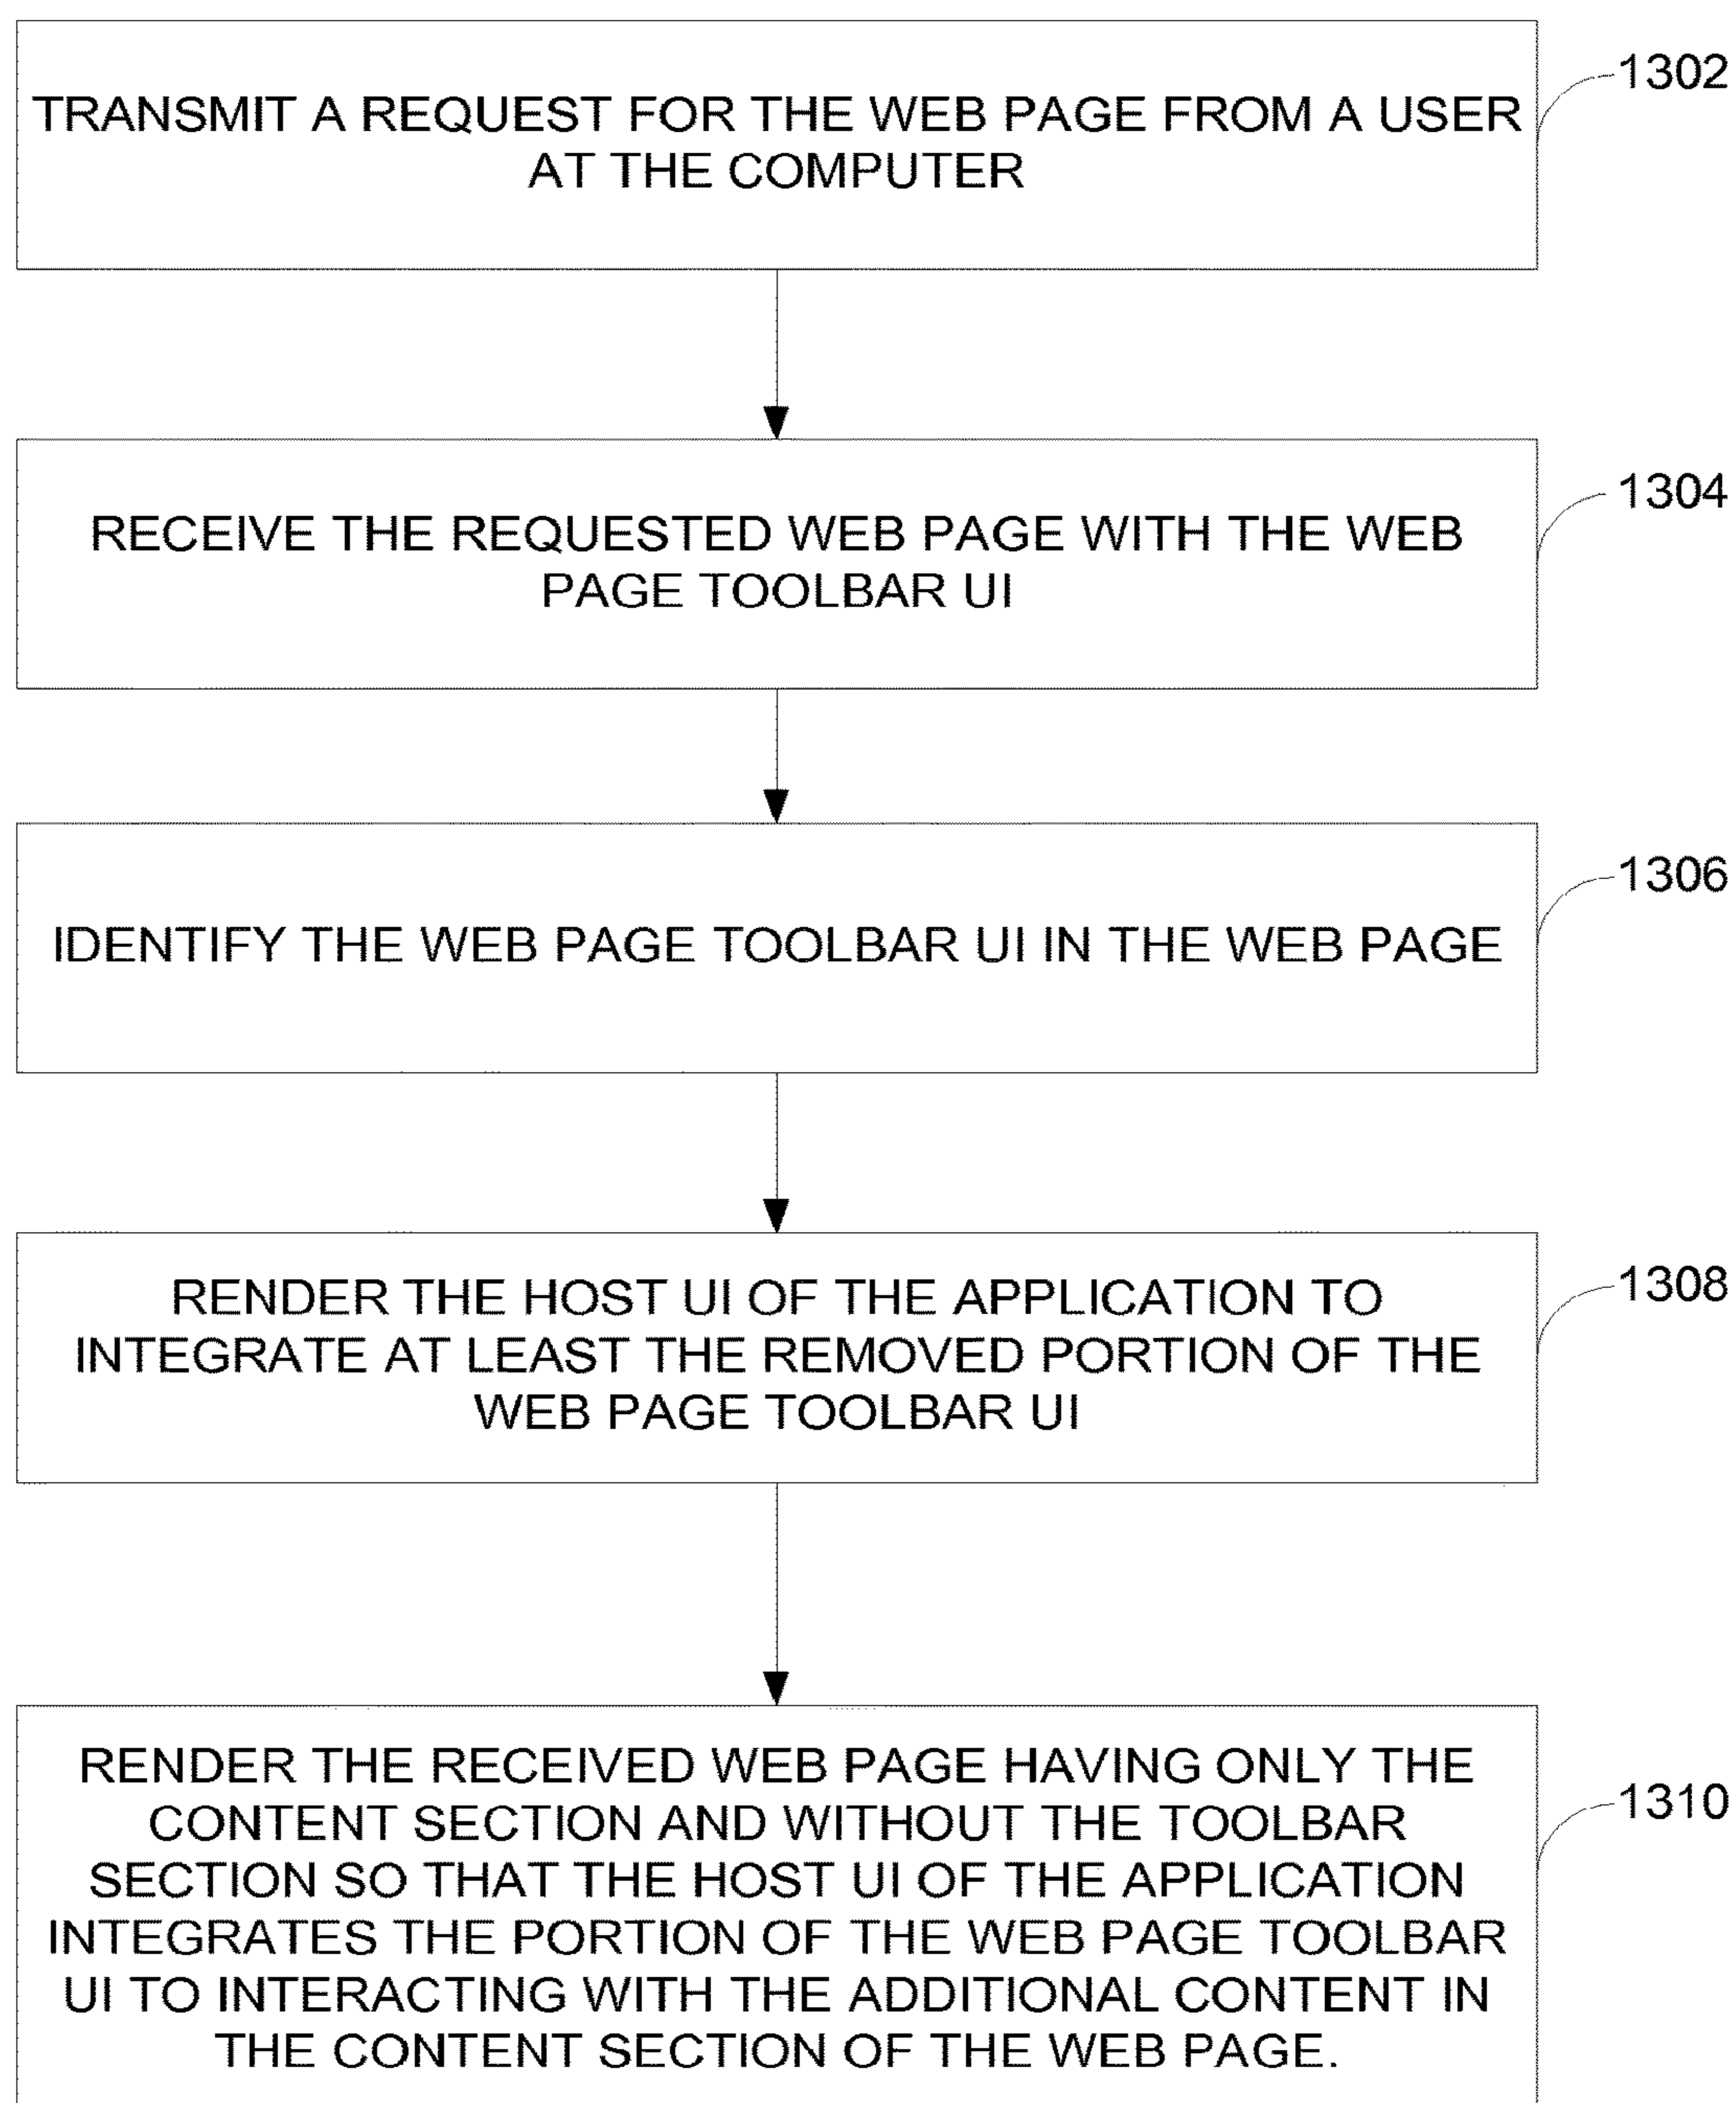 TRANSMIT A REQUEST FOR THE WEB PAGE FROM A USER
AT THE COMPUTER
1302
RECEIVE THE REQUESTED WEB PAGE WITH THE WEB
PAGE TOOLBAR UI
1304
IDENTIFY THE WEB PAGE TOOLBAR UI IN THE WEB PAGE
1306
RENDER THE HOST UI OF THE APPLICATION TO
INTEGRATE AT LEAST THE REMOVED PORTION OF THE
WEB PAGE TOOLBAR UI
1308
RENDER THE RECEIVED WEB PAGE HAVING ONLY THE
CONTENT SECTION AND WITHOUT THE TOOLBAR
SECTION SO THAT THE HOST UI OF THE APPLICATION
INTEGRATES THE PORTION OF THE WEB PAGE TOOLBAR
UI TO INTERACTING WITH THE ADDITIONAL CONTENT IN
THE CONTENT SECTION OF THE WEB PAGE.
1310